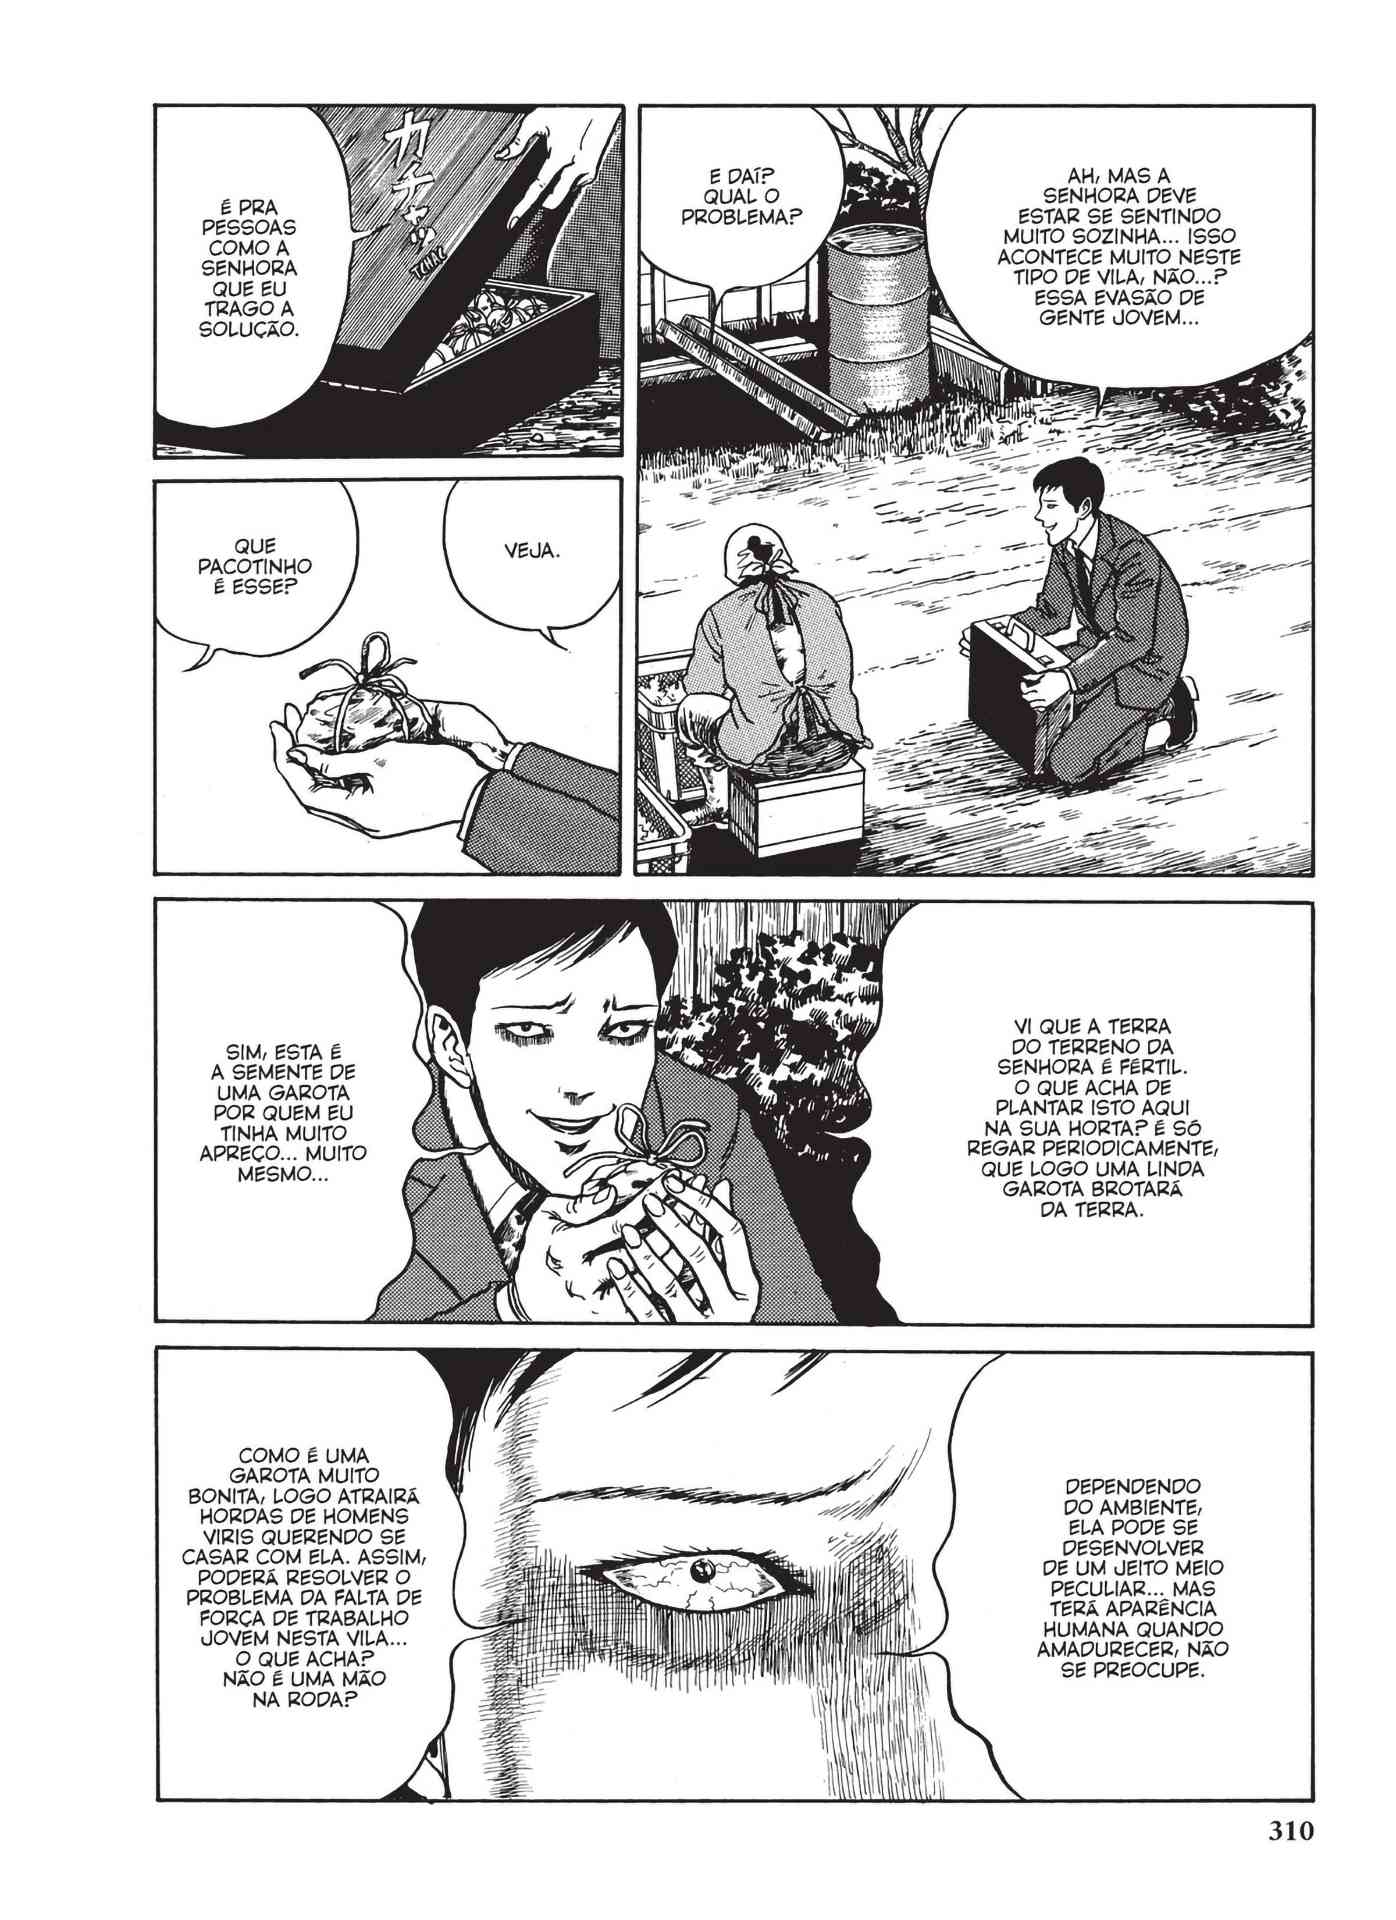 AH, MAS A
SENHORA DEVE
ESTAR SE SENTINDO
MUITO SOZINHA... ISSO
ACONTECE MUITO NESTE
TIPO DE VILA, NÃO...?
ESSA EVASÃO DE
GENTE JOVEM...
E DAÍ?
QUAL O
PROBLEMA?
É PRA
PESSOAS
COMO A
SENHORA
QUE EU
TRAGO A
SOLUÇÃO.
ガチャッ
TCHAC
VEJA.
QUE
PACOTINHO
É ESSE?
VI QUE A TERRA
DO TERRENO DA
SENHORA É FÉRTIL.
O QUE ACHA DE
PLANTAR ISTO AQUI
NA SUA HORTA? É SÓ
REGAR PERIODICAMENTE,
QUE LOGO UMA LINDA
GAROTA BROTARÁ
DA TERRA.
SIM, ESTA É
A SEMENTE DE
UMA GAROTA
POR QUEM EU
TINHA MUITO
APREÇO... MUITO
MESMO...
DEPENDENDO
DO AMBIENTE,
ELA PODE SE
DESENVOLVER
DE UM JEITO MEIO
PECULIAR... MAS
TERÁ APARÊNCIA
HUMANA QUANDO
AMADURECER, NÃO
SE PREOCUPE.
COMO É UMA
GAROTA MUITO
BONITA, LOGO ATRAIRÁ
HORDAS DE HOMENS
VIRIS QUERENDO SE
CASAR COM ELA. ASSIM,
PODERÁ RESOLVER O
PROBLEMA DA FALTA DE
FORÇA DE TRABALHO
JOVEM NESTA VILA...
O QUE ACHA?
NÃO É UMA MÃO
NA RODA?
310